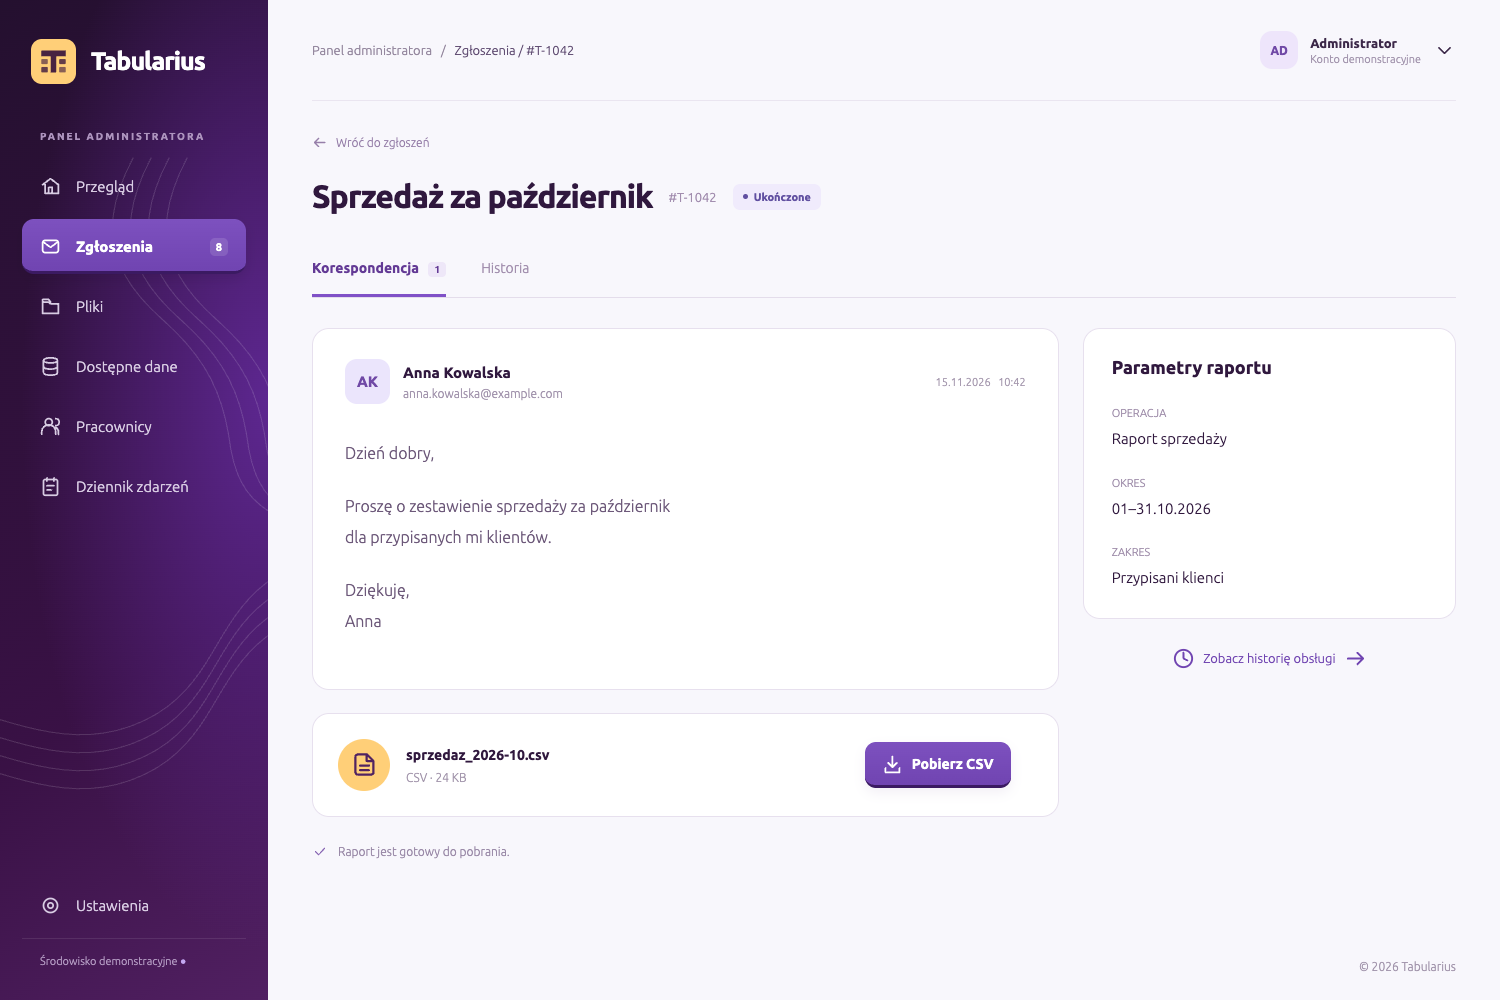 Tabularius
PANEL ADMINISTRATORA
Przegląd
Zgłoszenia 8
Pliki
Dostępne dane
Pracownicy
Dziennik zdarzeń
Ustawienia
Środowisko demonstracyjne
Panel administratora / Zgłoszenia / #T-1042
AD
Administrator
Konto demonstracyjne
Wróć do zgłoszeń
Sprzedaż za październik #T-1042 Ukończone
Korespondencja 1 Historia
AK
Anna Kowalska
anna.kowalska@example.com
15.11.2026 10:42
Dzień dobry,
Proszę o zestawienie sprzedaży za październik
dla przypisanych mi klientów.
Dziękuję,
Anna
sprzedaz_2026-10.csv
CSV · 24 KB
Pobierz CSV
Raport jest gotowy do pobrania.
Parametry raportu
OPERACJA
Raport sprzedaży
OKRES
01–31.10.2026
ZAKRES
Przypisani klienci
Zobacz historię obsługi
© 2026 Tabularius